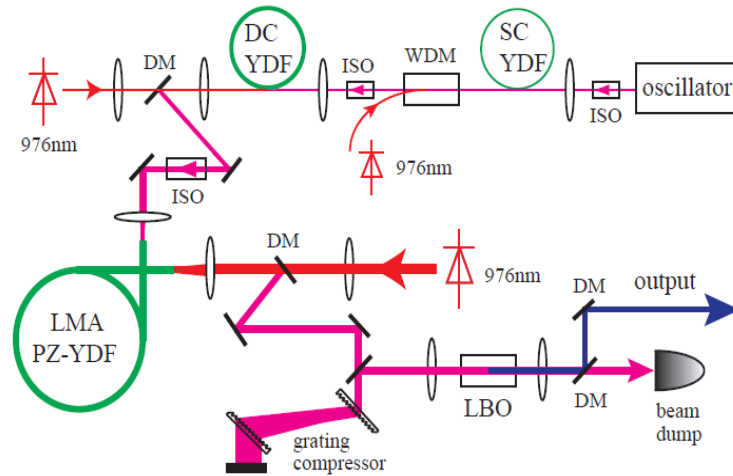 DC
YDF
SC
YDF
DM
ISO
WDM
ISO
oscillator
976nm
976nm
ISO
DM
976nm
LMA
PZ-YDF
DM
output
LBO
DM
grating
compressor
beam
dump